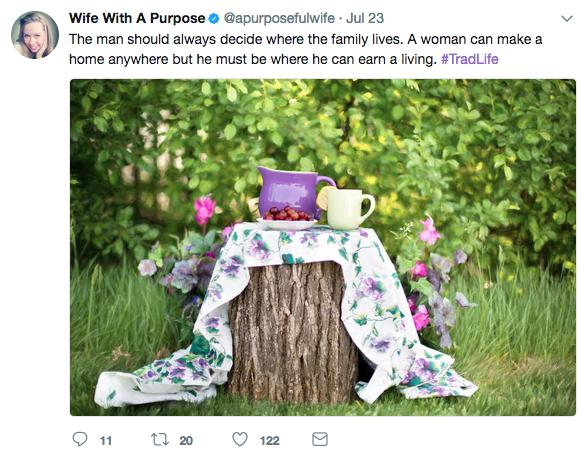 Wife With A Purpose @apurposefulwife · Jul 23
The man should always decide where the family lives. A woman can make a
home anywhere but he must be where he can earn a living. #TradLife
11 20 122